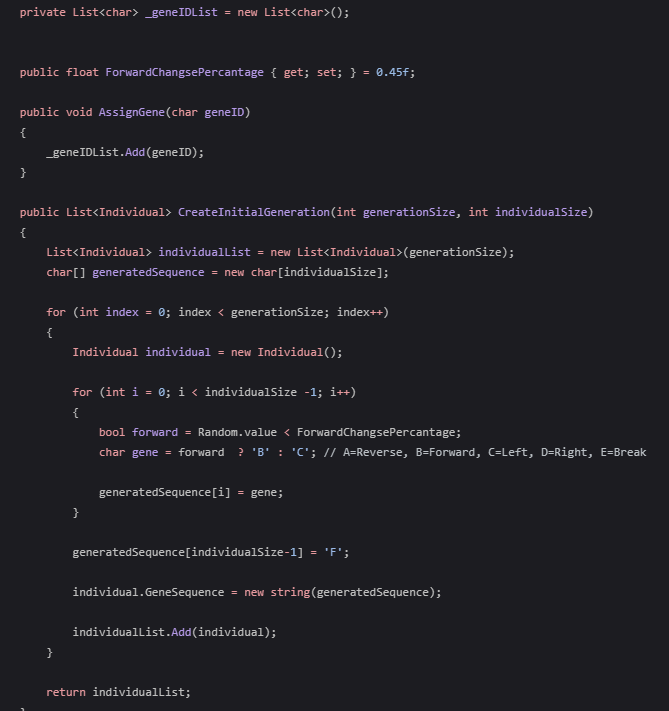 private List<char> _geneIDList = new List<char>();
public float ForwardChangsePercantage { get; set; } = 0.45f;
public void AssignGene(char geneID)
{
_geneIDList.Add(geneID);
}
public List<Individual> CreateInitialGeneration(int generationSize, int individualSize)
{
List<Individual> individualList = new List<Individual>(generationSize);
char[] generatedSequence = new char[individualSize];
for (int index = 0; index < generationSize; index++)
{
Individual individual = new Individual();
for (int i = 0; i < individualSize -1; i++)
{
bool forward = Random.value < ForwardChangsePercantage;
char gene = forward  ? 'B' : 'C'; // A=Reverse, B=Forward, C=Left, D=Right, E=Break
generatedSequence[i] = gene;
}
generatedSequence[individualSize-1] = 'F';
individual.GeneSequence = new string(generatedSequence);
individualList.Add(individual);
}
return individualList;
}